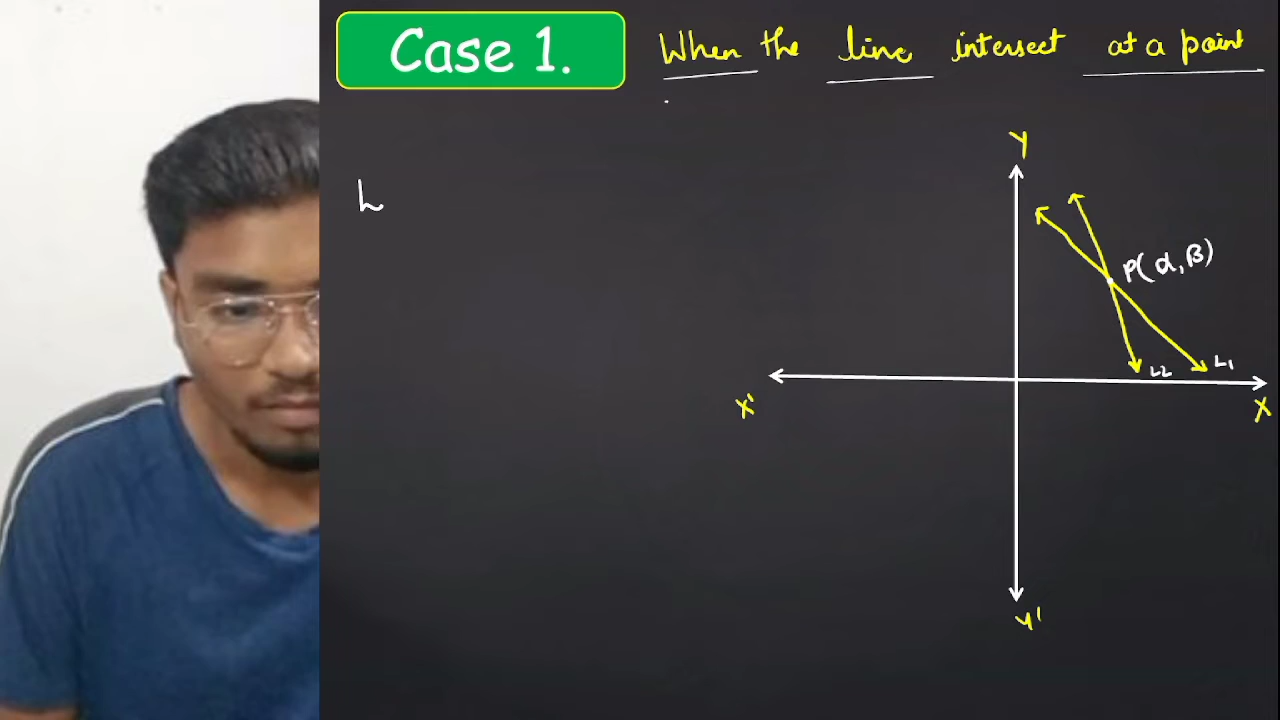 Case 1.
When the line intersect at a point
Y
L
P(α, β)
L2
L1
X'
X
Y'